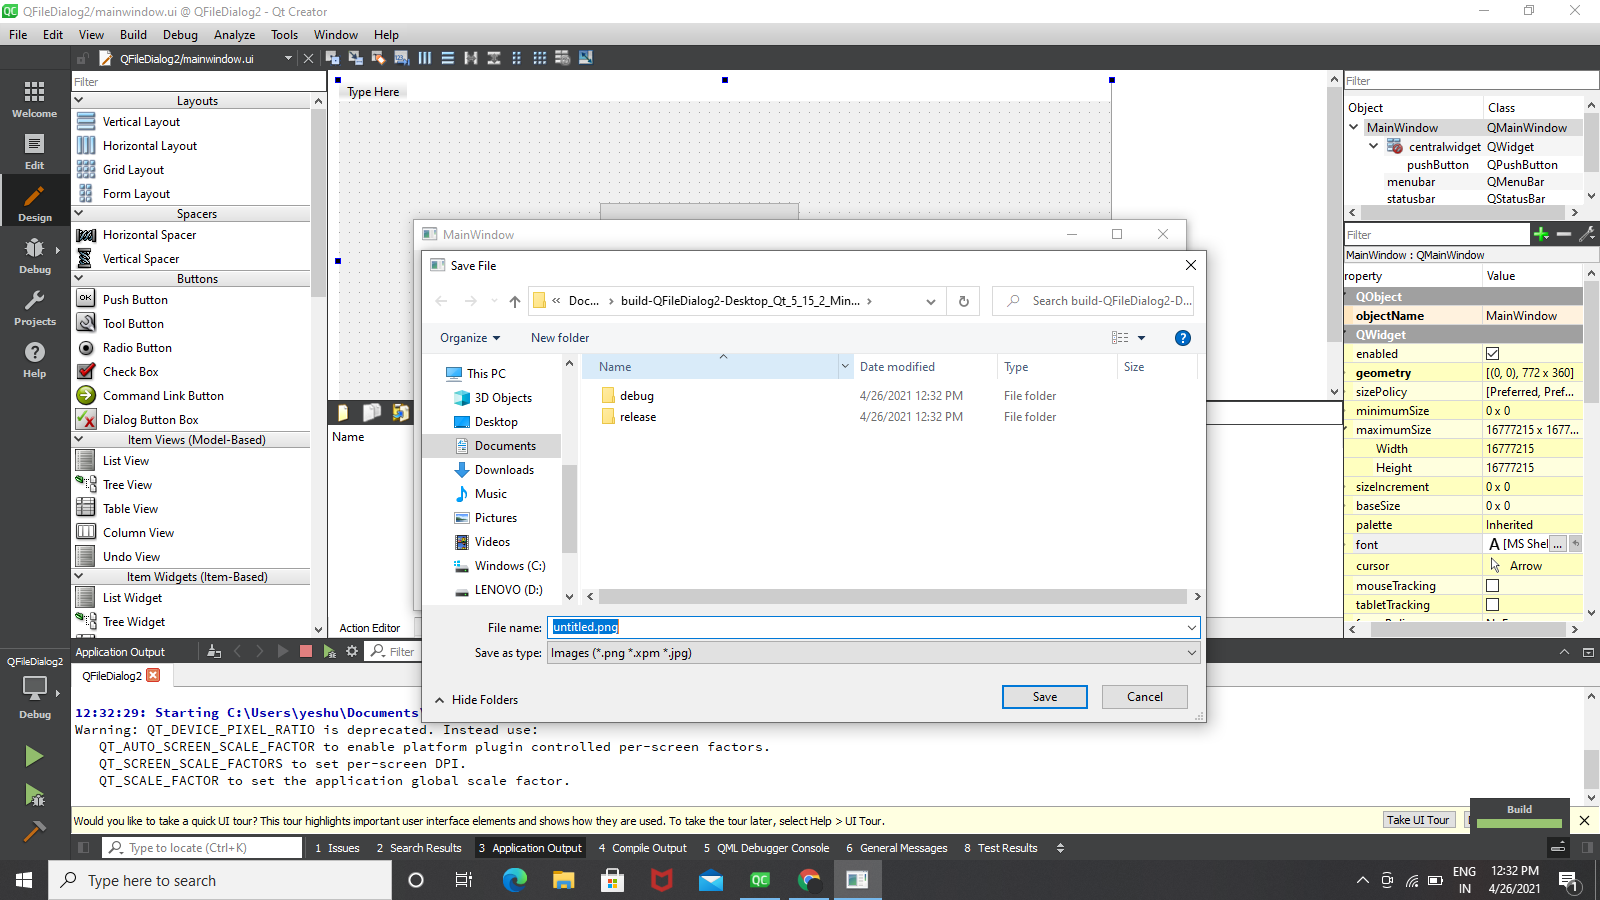 QFileDialog2/mainwindow.ui @ QFileDialog2 - Qt Creator
File Edit View Build Debug Analyze Tools Window Help
QFileDialog2/mainwindow.ui
Welcome
Edit
Design
Debug
Projects
Help
QFileDialog2
Debug
Filter
Layouts
Vertical Layout
Horizontal Layout
Grid Layout
Form Layout
Spacers
Horizontal Spacer
Vertical Spacer
Buttons
OK Push Button
Tool Button
Radio Button
Check Box
Command Link Button
Dialog Button Box
Item Views (Model-Based)
List View
Tree View
Table View
Column View
Undo View
Item Widgets (Item-Based)
List Widget
Tree Widget
Type Here
MainWindow
Save File
« Doc... › build-QFileDialog2-Desktop_Qt_5_15_2_Min... ›
Search build-QFileDialog2-D...
Organize New folder
This PC
3D Objects
Desktop
Documents
Downloads
Music
Pictures
Videos
Windows (C:)
LENOVO (D:)
Name Date modified Type Size
debug 4/26/2021 12:32 PM File folder
release 4/26/2021 12:32 PM File folder
File name: untitled.png
Save as type: Images (*.png *.xpm *.jpg)
Hide Folders
Save Cancel
Name
Action Editor
Filter
Object Class
MainWindow QMainWindow
centralwidget QWidget
pushButton QPushButton
menubar QMenuBar
statusbar QStatusBar
Filter
MainWindow : QMainWindow
roperty Value
QObject
objectName MainWindow
QWidget
enabled
geometry [(0, 0), 772 x 360]
sizePolicy [Preferred, Pref...
minimumSize 0 x 0
maximumSize 16777215 x 1677...
Width 16777215
Height 16777215
sizeIncrement 0 x 0
baseSize 0 x 0
palette Inherited
font A [MS Shel ...
cursor Arrow
mouseTracking
tabletTracking
Application Output
Filter
QFileDialog2
12:32:29: Starting C:\Users\yeshu\Documents\
Warning: QT_DEVICE_PIXEL_RATIO is deprecated. Instead use:
QT_AUTO_SCREEN_SCALE_FACTOR to enable platform plugin controlled per-screen factors.
QT_SCREEN_SCALE_FACTORS to set per-screen DPI.
QT_SCALE_FACTOR to set the application global scale factor.
Would you like to take a quick UI tour? This tour highlights important user interface elements and shows how they are used. To take the tour later, select Help > UI Tour.
Take UI Tour
Build
Type to locate (Ctrl+K)
1 Issues 2 Search Results 3 Application Output 4 Compile Output 5 QML Debugger Console 6 General Messages 8 Test Results
Type here to search
ENG
IN
12:32 PM
4/26/2021
1